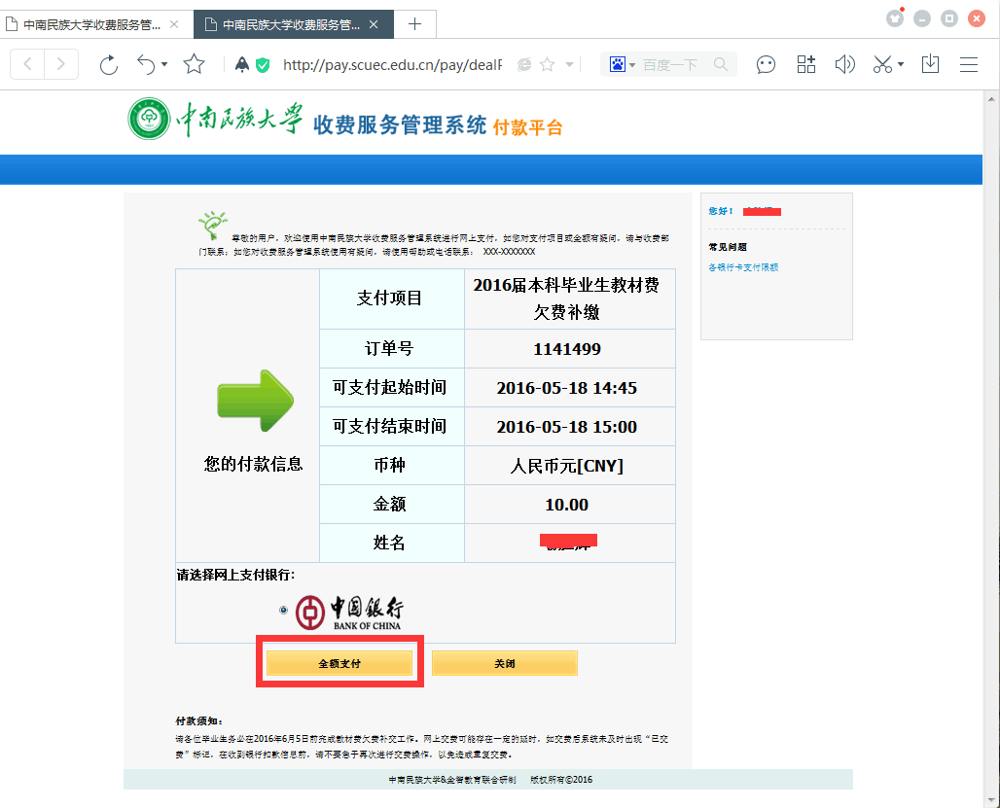 中南民族大学收费服务管...
中南民族大学收费服务管...
http://pay.scuec.edu.cn/pay/dealP
百度一下
中南民族大学 收费服务管理系统 付款平台
尊敬的用户，欢迎使用中南民族大学收费服务管理系统进行网上支付，如您对支付项目或金额有疑问，请与收费部
门联系；如您对收费服务管理系统使用有疑问，请使用帮助或电话联系： XXX-XXXXXXX
您好！
常见问题
各银行卡支付限额
您的付款信息
支付项目
2016届本科毕业生教材费
欠费补缴
订单号
1141499
可支付起始时间
2016-05-18 14:45
可支付结束时间
2016-05-18 15:00
币种
人民币元[CNY]
金额
10.00
姓名
请选择网上支付银行：
中国银行
BANK OF CHINA
全额支付
关闭
付款须知：
请各位毕业生务必在2016年6月5日前完成教材费欠费补交工作。网上交费可能存在一定的延时，如交费后系统未及时出现“已交
费”标记，在收到银行扣款信息前，请不要急于再次进行交费操作，以免造成重复交费。
中南民族大学&金智教育联合研制 版权所有©2016